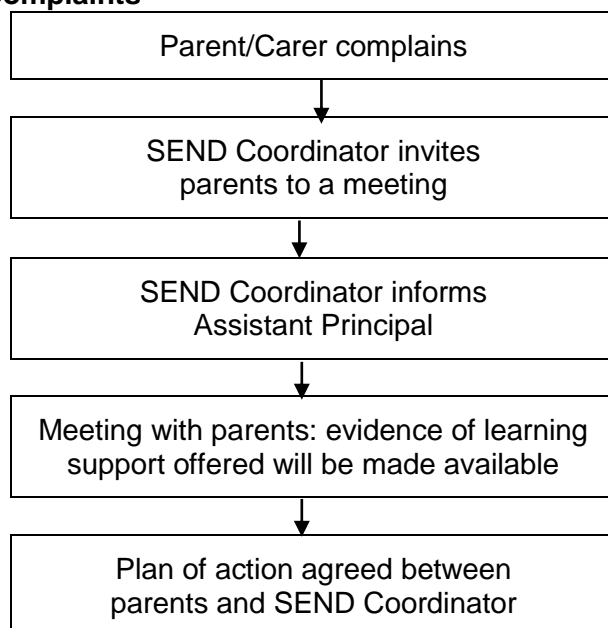 complaints
Parent/Carer complains
SEND Coordinator invites
parents to a meeting
SEND Coordinator informs
Assistant Principal
Meeting with parents: evidence of learning
support offered will be made available
Plan of action agreed between
parents and SEND Coordinator